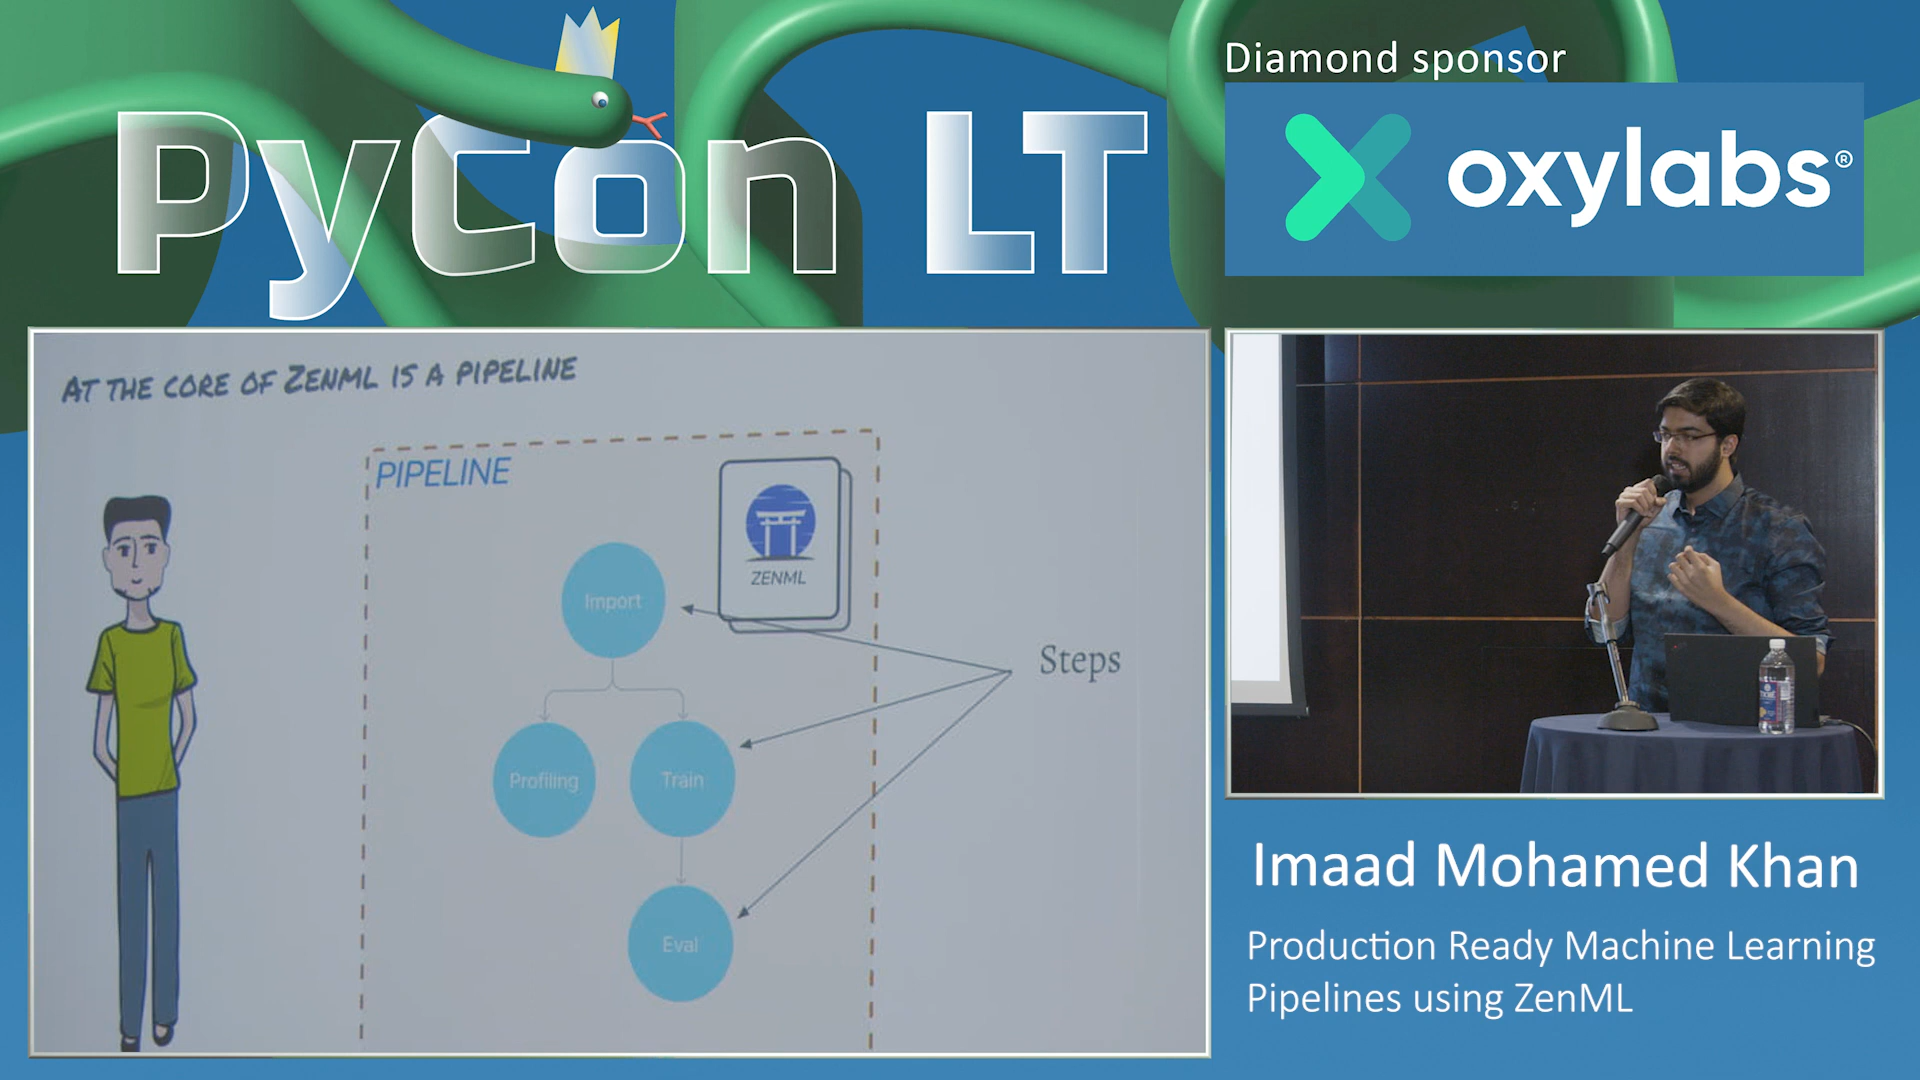 PyCon LT
Diamond sponsor
oxylabs®
AT THE CORE OF ZENML IS A PIPELINE
PIPELINE
ZENML
Import
Steps
Profiling
Train
Eval
Imaad Mohamed Khan
Production Ready Machine Learning
Pipelines using ZenML